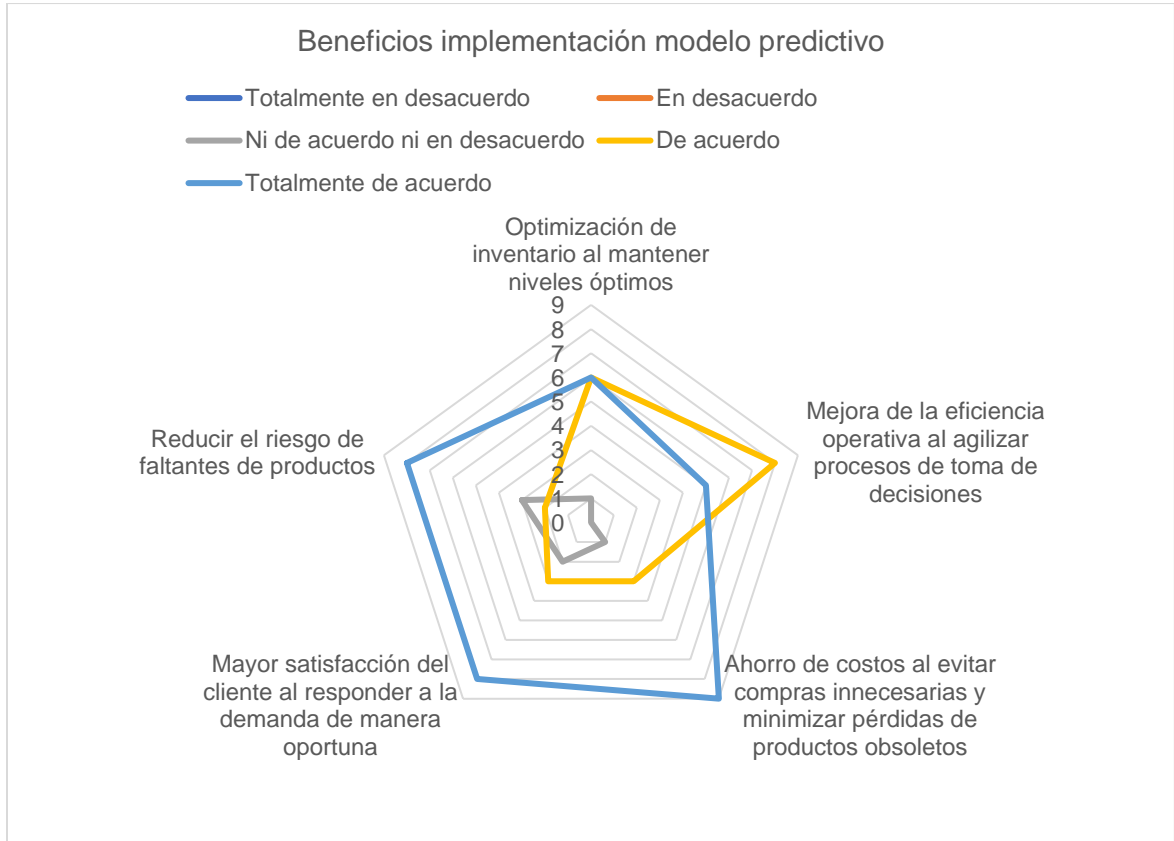 Beneficios implementación modelo predictivo
Totalmente en desacuerdo
En desacuerdo
Ni de acuerdo ni en desacuerdo
De acuerdo
Totalmente de acuerdo
Optimización de
inventario al mantener
niveles óptimos
9
8
7
6
5
4
3
2
1
0
Mejora de la eficiencia
operativa al agilizar
procesos de toma de
decisiones
Ahorro de costos al evitar
compras innecesarias y
minimizar pérdidas de
productos obsoletos
Mayor satisfacción del
cliente al responder a la
demanda de manera
oportuna
Reducir el riesgo de
faltantes de productos